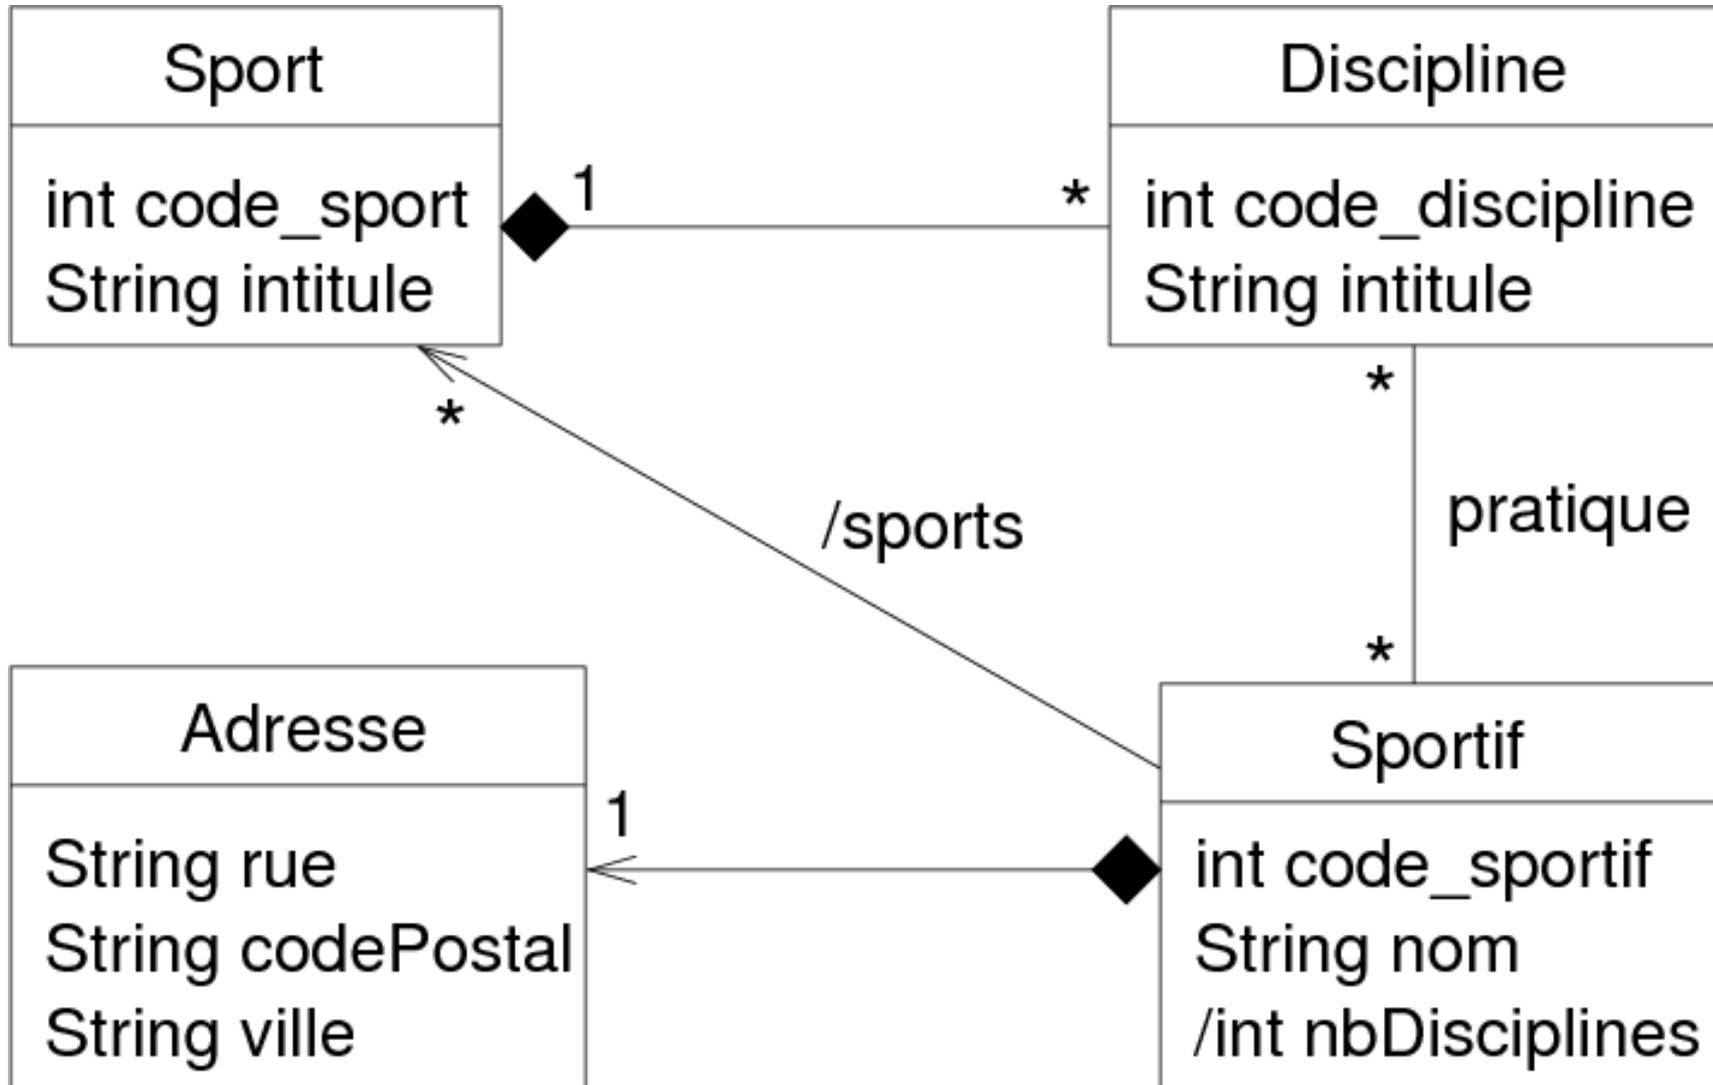 Sport
int code_sport
String intitule
1
*
Discipline
int code_discipline
String intitule
*
*
pratique
*
/sports
Adresse
String rue
String codePostal
String ville
1
Sportif
int code_sportif
String nom
/int nbDisciplines